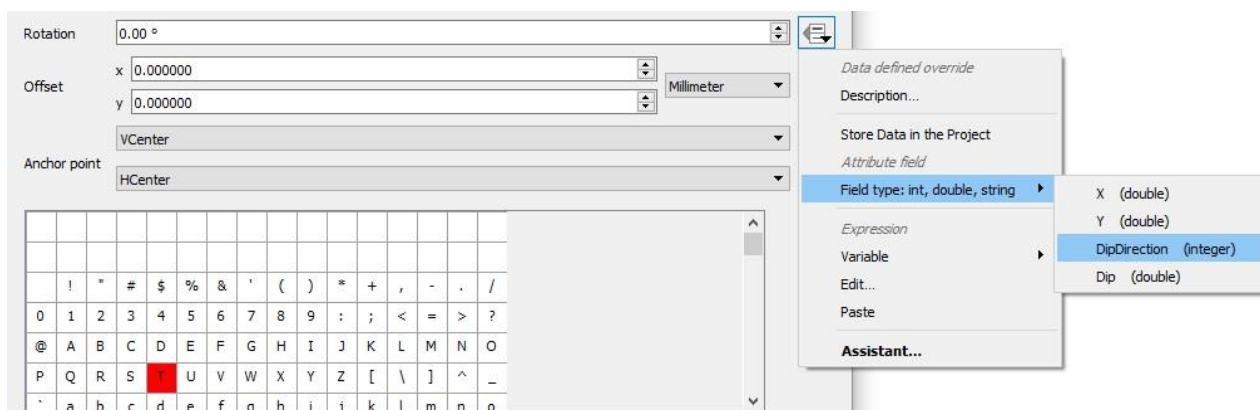 Rotation 0.00 °
Offset x 0.000000 Millimeter
y 0.000000
Anchor point VCenter
HCenter
! " # $ % & ' ( ) * + , - . /
0 1 2 3 4 5 6 7 8 9 : ; < = > ?
@ A B C D E F G H I J K L M N O
P Q R S T U V W X Y Z [ \ ] ^ _
` a b c d e f g h i j k l m n o
Data defined override
Description...
Store Data in the Project
Attribute field
Field type: int, double, string
Expression
Variable
Edit...
Paste
Assistant...
X (double)
Y (double)
DipDirection (integer)
Dip (double)